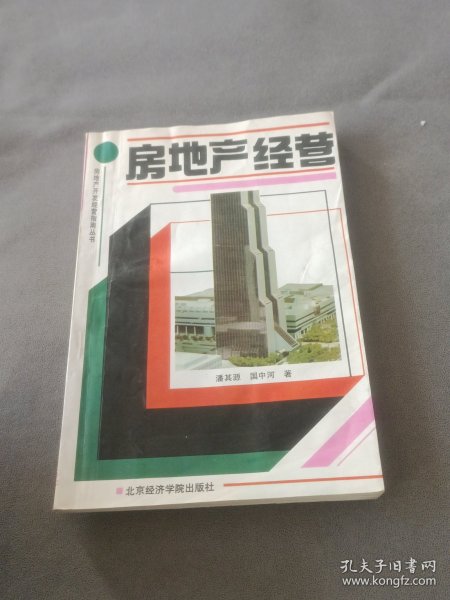 房地产经营
房地产开发经营指南丛书
潘其源 国中河 著
北京经济学院出版社
孔夫子旧书网
www.kongfz.com